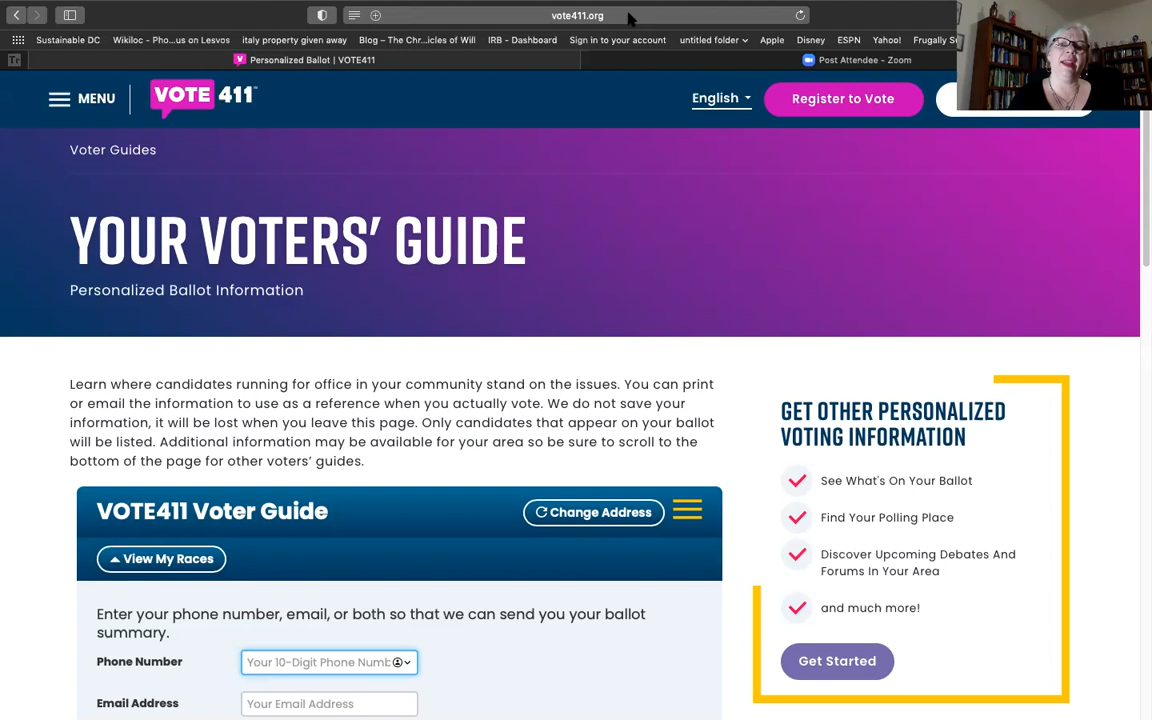 vote411.org
Sustainable DC
Wikiloc - Pho...us on Lesvos
italy property given away
Blog – The Chr...icles of Will
IRB - Dashboard
Sign in to your account
untitled folder
Apple
Disney
ESPN
Yahoo!
Frugally
Personalized Ballot | VOTE411
Post Attendee - Zoom
MENU
VOTE 411
English
Register to Vote
Voter Guides
YOUR VOTERS' GUIDE
Personalized Ballot Information
Learn where candidates running for office in your community stand on the issues. You can print
or email the information to use as a reference when you actually vote. We do not save your
information, it will be lost when you leave this page. Only candidates that appear on your ballot
will be listed. Additional information may be available for your area so be sure to scroll to the
bottom of the page for other voters' guides.
VOTE411 Voter Guide
Change Address
View My Races
Enter your phone number, email, or both so that we can send you your ballot
summary.
Phone Number
Your 10-Digit Phone Numb
Email Address
Your Email Address
GET OTHER PERSONALIZED
VOTING INFORMATION
See What's On Your Ballot
Find Your Polling Place
Discover Upcoming Debates And
Forums In Your Area
and much more!
Get Started